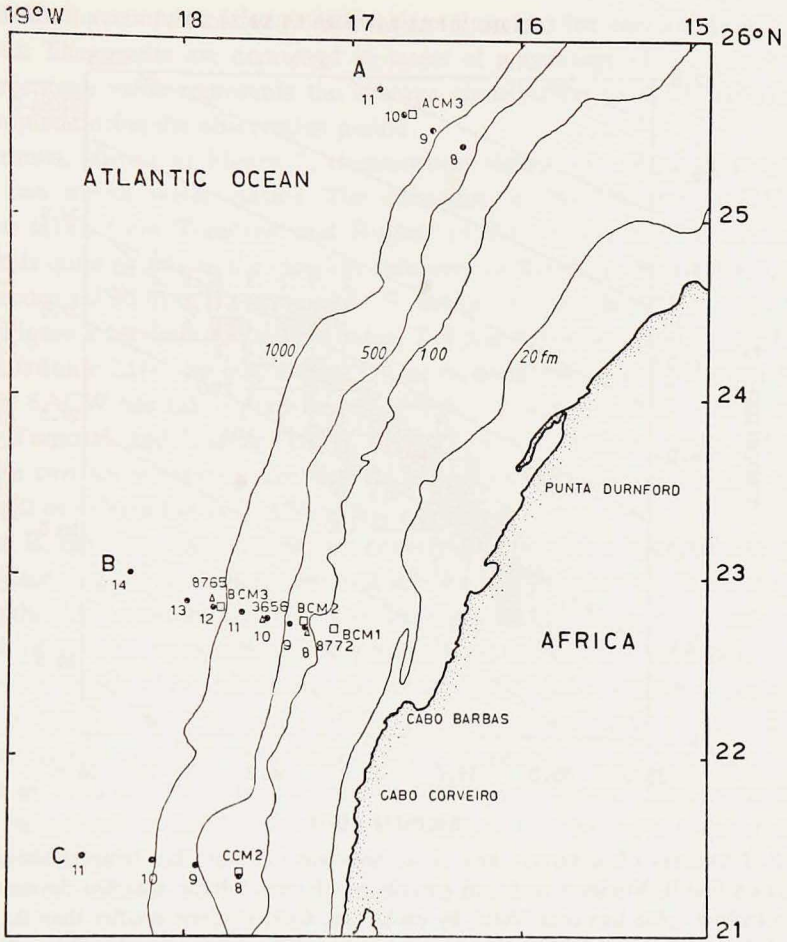 19°W 18 17 16 15
26°N
A
11
10 ACM3
9
8
ATLANTIC OCEAN
25
1000 500 100 20 fm
24
PUNTA DURNFORD
B
14
23
8765
BCM3
13
12
11
3656
BCM2
10
9
8
8772
BCM1
AFRICA
CABO BARBAS
22
CABO CORVEIRO
C
11
10
9
CCM2
8
21